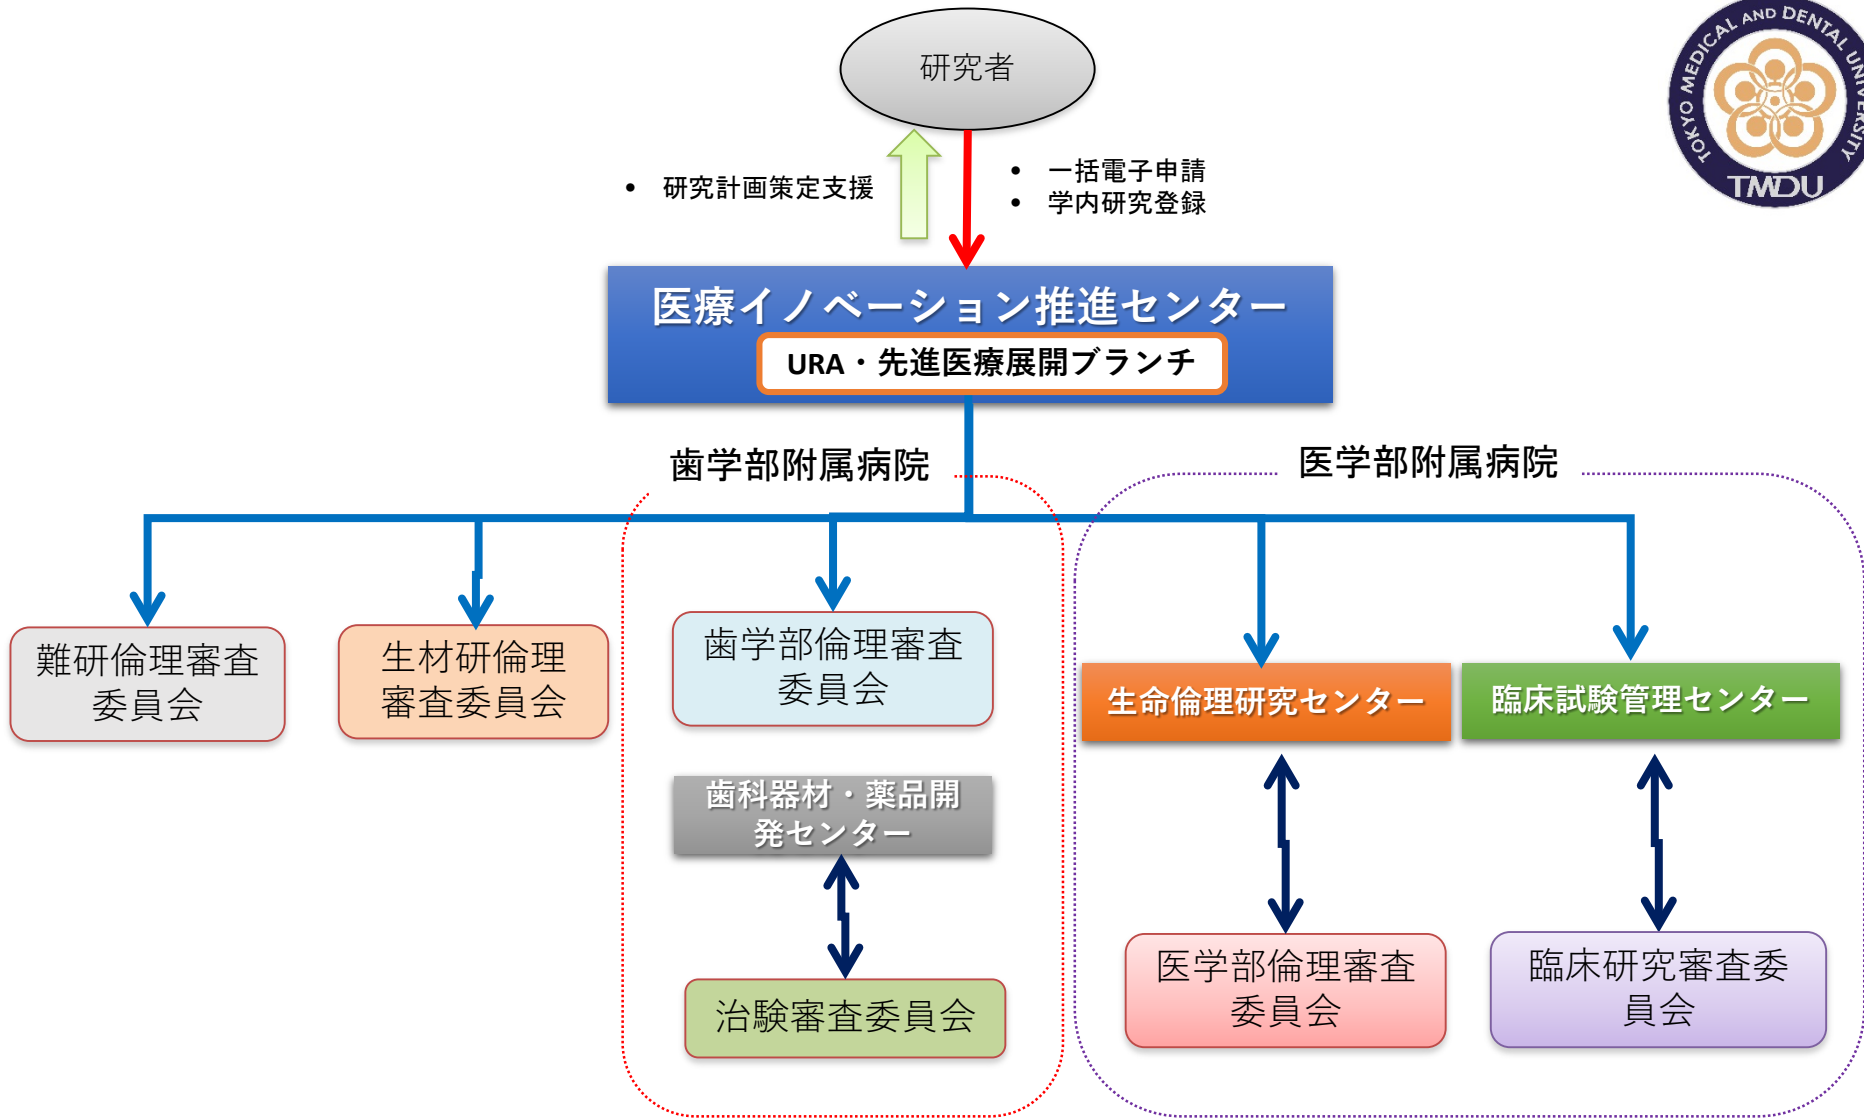 研究者
TOKYO MEDICAL AND DENTAL UNIVERSITY
TMDU
• 研究計画策定支援
• 一括電子申請
• 学内研究登録
医療イノベーション推進センター
URA・先進医療展開ブランチ
歯学部附属病院
医学部附属病院
難研倫理審査
委員会
生材研倫理
審査委員会
歯学部倫理審査
委員会
生命倫理研究センター
臨床試験管理センター
歯科器材・薬品開
発センター
治験審査委員会
医学部倫理審査
委員会
臨床研究審査委
員会